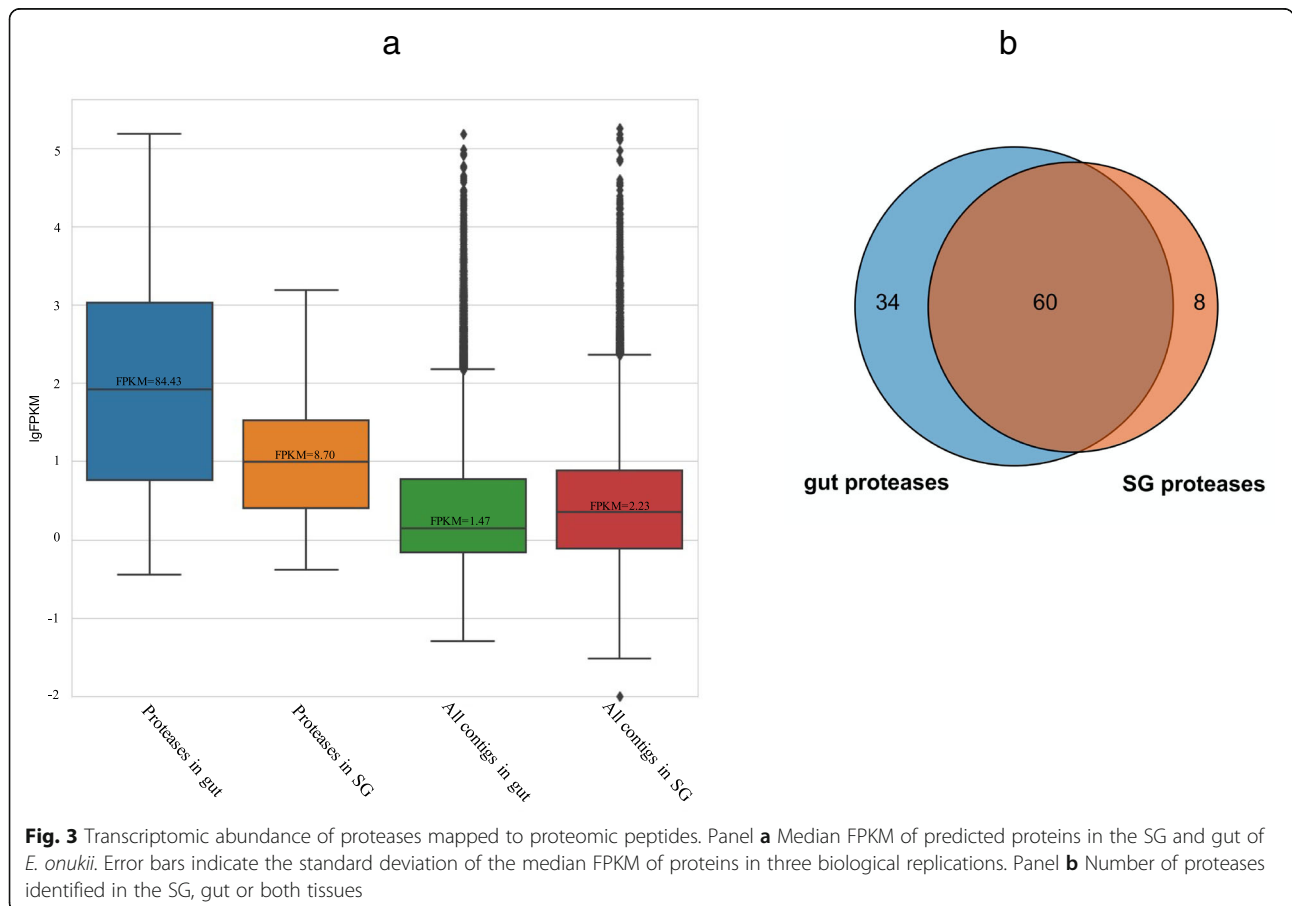 a
b
5
4
3
2
1
0
-1
-2
lgFPKM
FPKM=84.43
FPKM=8.70
FPKM=1.47
FPKM=2.23
Proteases in gut
Proteases in SG
All contigs in gut
All contigs in SG
34
60
8
gut proteases
SG proteases
Fig. 3 Transcriptomic abundance of proteases mapped to proteomic peptides. Panel a Median FPKM of predicted proteins in the SG and gut of
E. onukii. Error bars indicate the standard deviation of the median FPKM of proteins in three biological replications. Panel b Number of proteases
identified in the SG, gut or both tissues